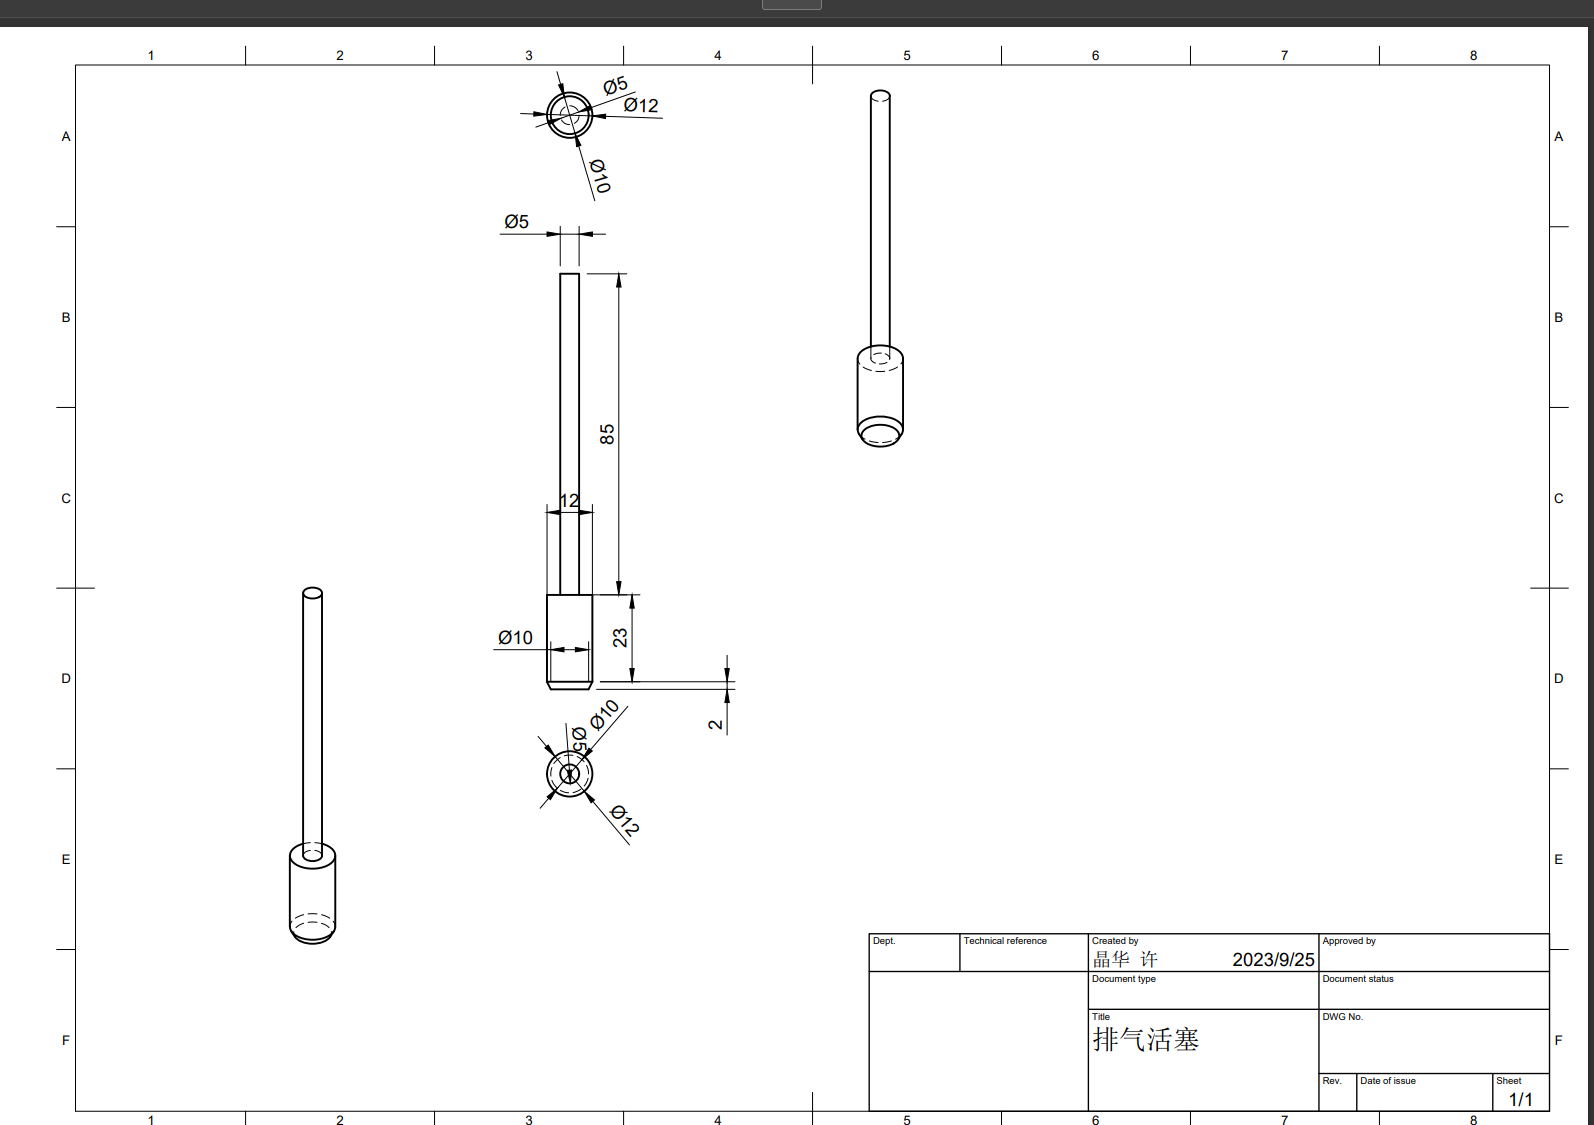 1 2 3 4 5 6 7 8
Ø5
Ø12
A A
Ø10
Ø5
B B
85
12
C C
Ø10
23
D D
2
Ø10
Ø5
Ø12
E E
Dept. Technical reference Created by Approved by
晶华 许 2023/9/25
Document type Document status
Title DWG No.
排气活塞
F F
Rev. Date of issue Sheet
1/1
1 2 3 4 5 6 7 8